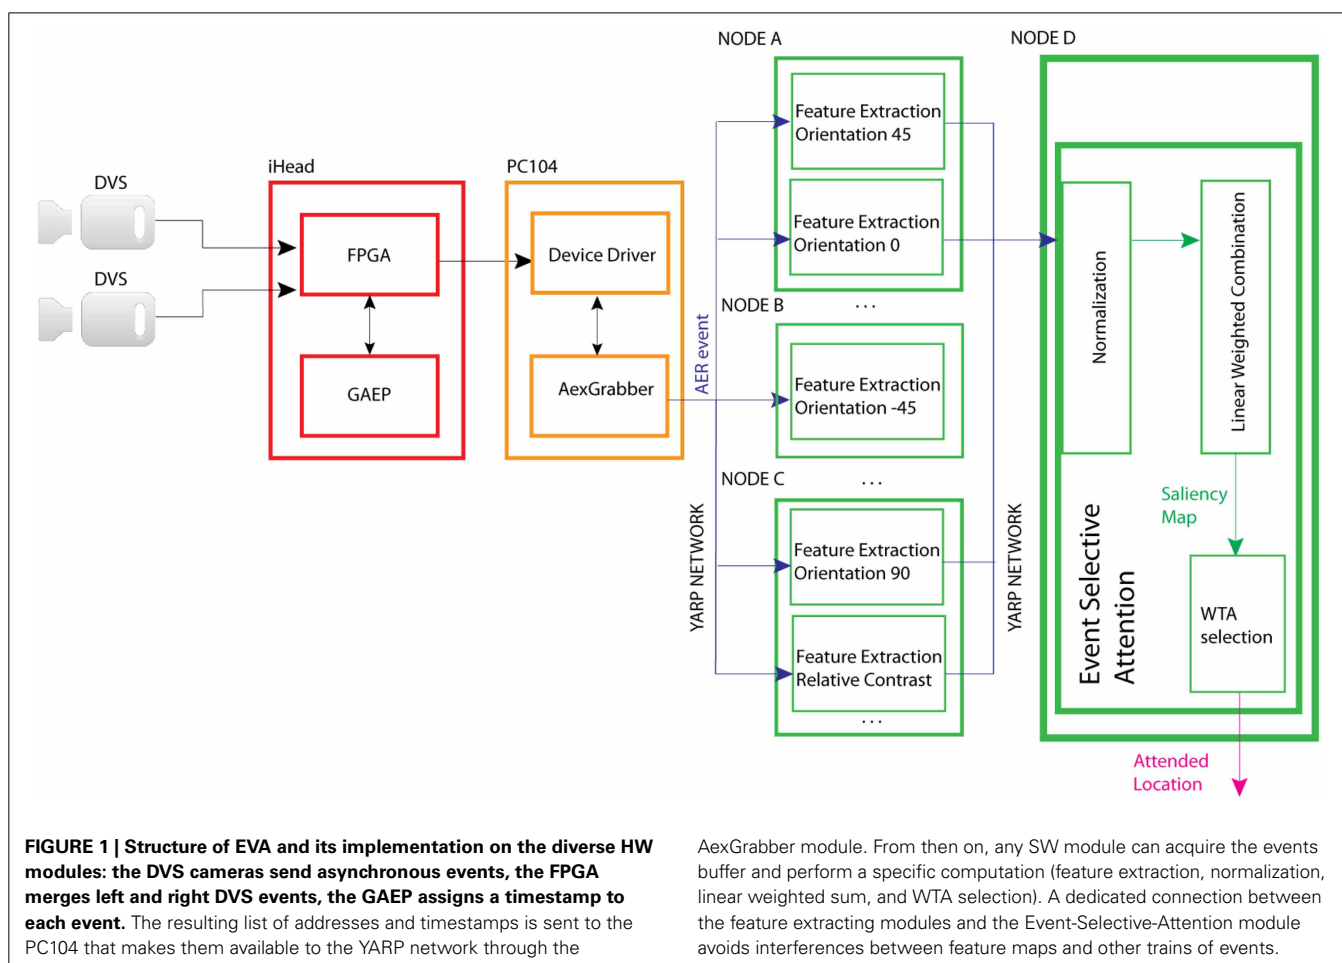 NODE A
NODE D
Feature Extraction
Orientation 45
iHead
PC104
DVS
FPGA
Device Driver
Feature Extraction
Orientation 0
Normalization
Linear Weighted Combination
DVS
...
NODE B
AER event
GAEP
AexGrabber
Feature Extraction
Orientation -45
NODE C
...
YARP NETWORK
Feature Extraction
Orientation 90
YARP NETWORK
Saliency
Map
Event Selective
Attention
WTA
selection
Feature Extraction
Relative Contrast
...
Attended
Location
FIGURE 1 | Structure of EVA and its implementation on the diverse HW
modules: the DVS cameras send asynchronous events, the FPGA
merges left and right DVS events, the GAEP assigns a timestamp to
each event. The resulting list of addresses and timestamps is sent to the
PC104 that makes them available to the YARP network through the
AexGrabber module. From then on, any SW module can acquire the events
buffer and perform a specific computation (feature extraction, normalization,
linear weighted sum, and WTA selection). A dedicated connection between
the feature extracting modules and the Event-Selective-Attention module
avoids interferences between feature maps and other trains of events.